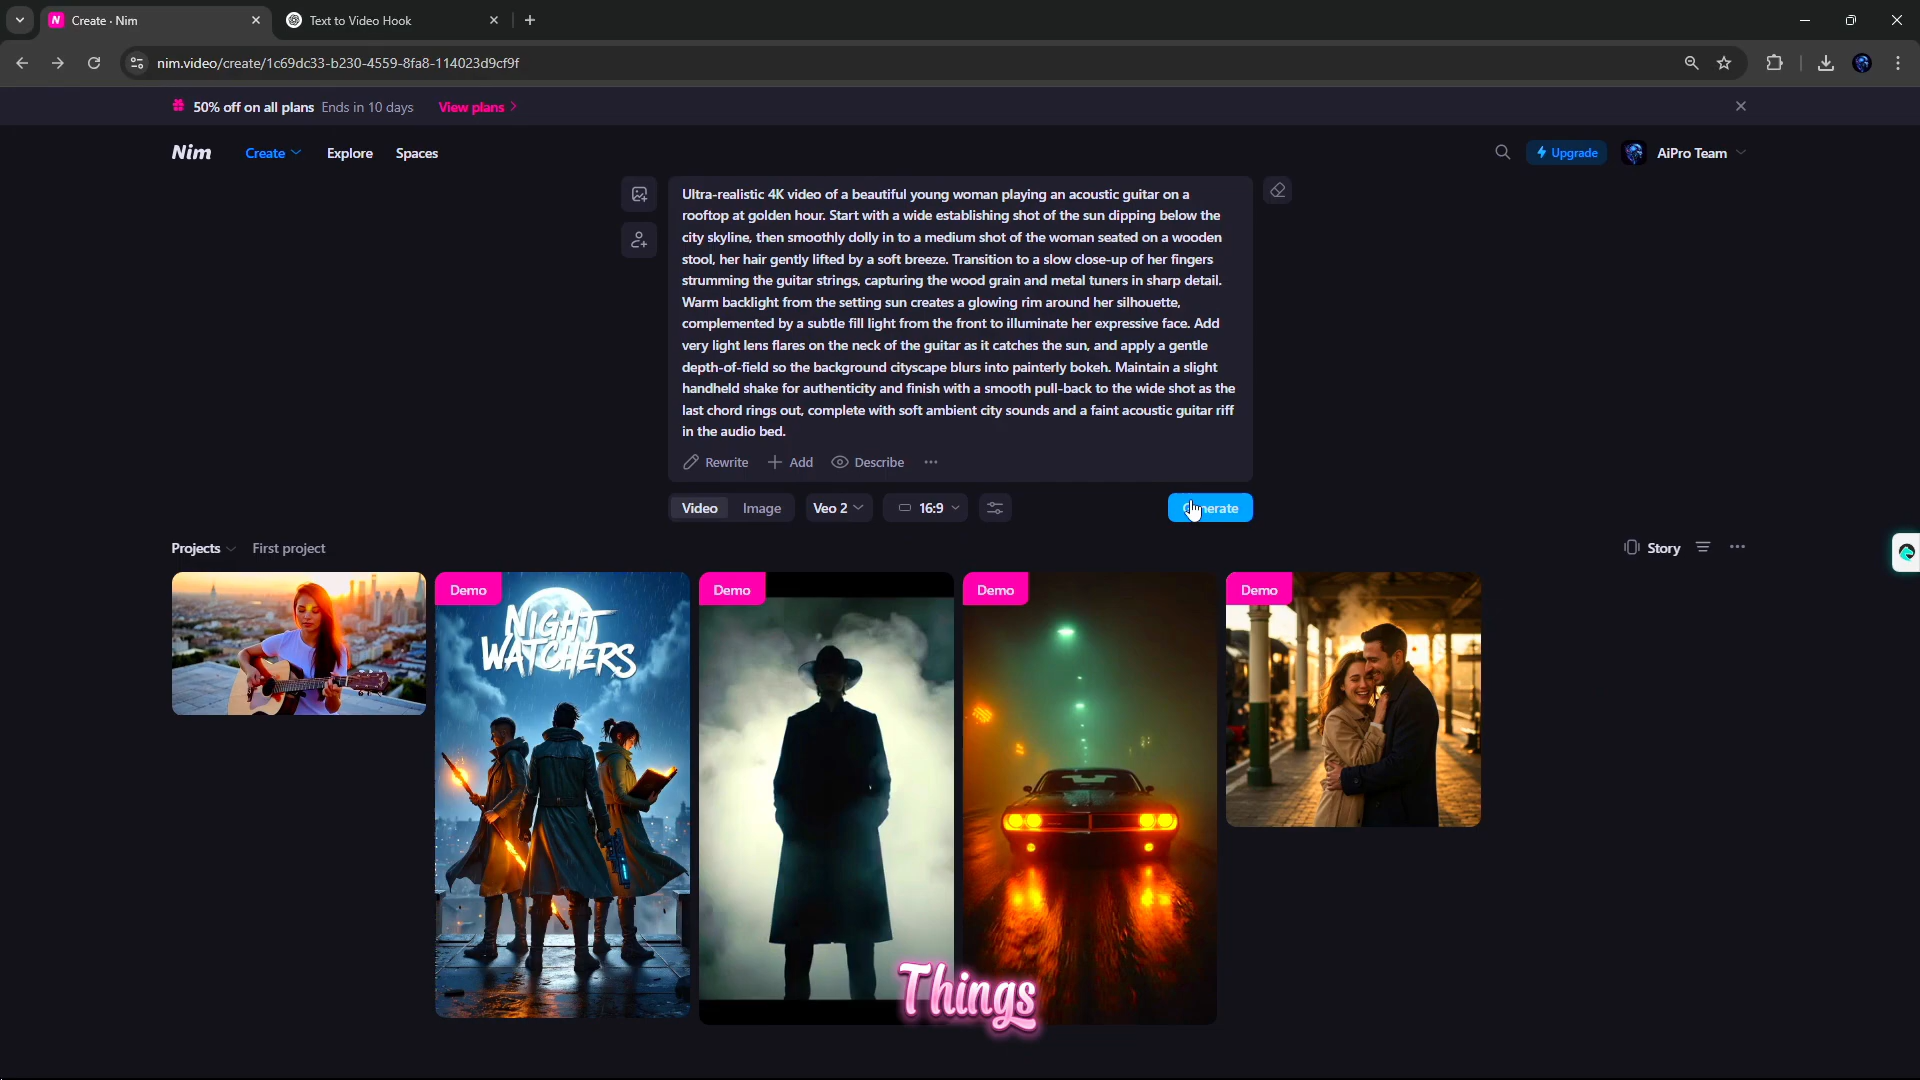 Create · Nim
Text to Video Hook
nim.video/create/1c69dc33-b230-4559-8fa8-114023d9cf9f
50% off on all plans Ends in 10 days View plans
Nim
Create
Explore
Spaces
Upgrade
AiPro Team
Ultra-realistic 4K video of a beautiful young woman playing an acoustic guitar on a
rooftop at golden hour. Start with a wide establishing shot of the sun dipping below the
city skyline, then smoothly dolly in to a medium shot of the woman seated on a wooden
stool, her hair gently lifted by a soft breeze. Transition to a slow close-up of her fingers
strumming the guitar strings, capturing the wood grain and metal tuners in sharp detail.
Warm backlight from the setting sun creates a glowing rim around her silhouette,
complemented by a subtle fill light from the front to illuminate her expressive face. Add
very light lens flares on the neck of the guitar as it catches the sun, and apply a gentle
depth-of-field so the background cityscape blurs into painterly bokeh. Maintain a slight
handheld shake for authenticity and finish with a smooth pull-back to the wide shot as the
last chord rings out, complete with soft ambient city sounds and a faint acoustic guitar riff
in the audio bed.
Rewrite
Add
Describe
Video
Image
Veo 2
16:9
Generate
Projects
First project
Story
Demo
NIGHT
WATCHERS
Demo
Demo
Demo
Things